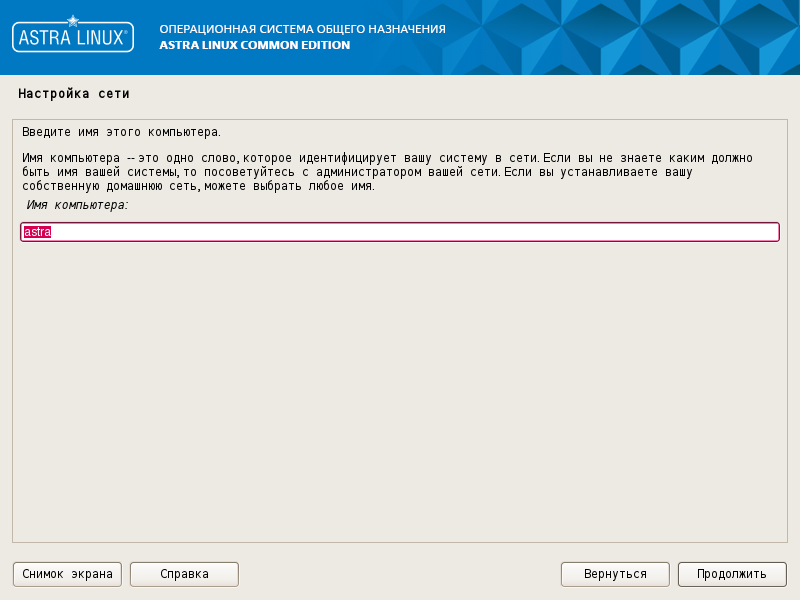 ASTRA LINUX®
ОПЕРАЦИОННАЯ СИСТЕМА ОБЩЕГО НАЗНАЧЕНИЯ
ASTRA LINUX COMMON EDITION
Настройка сети
Введите имя этого компьютера.
Имя компьютера -- это одно слово, которое идентифицирует вашу систему в сети. Если вы не знаете каким должно
быть имя вашей системы, то посоветуйтесь с администратором вашей сети. Если вы устанавливаете вашу
собственную домашнюю сеть, можете выбрать любое имя.
Имя компьютера:
astra
Снимок экрана
Справка
Вернуться
Продолжить